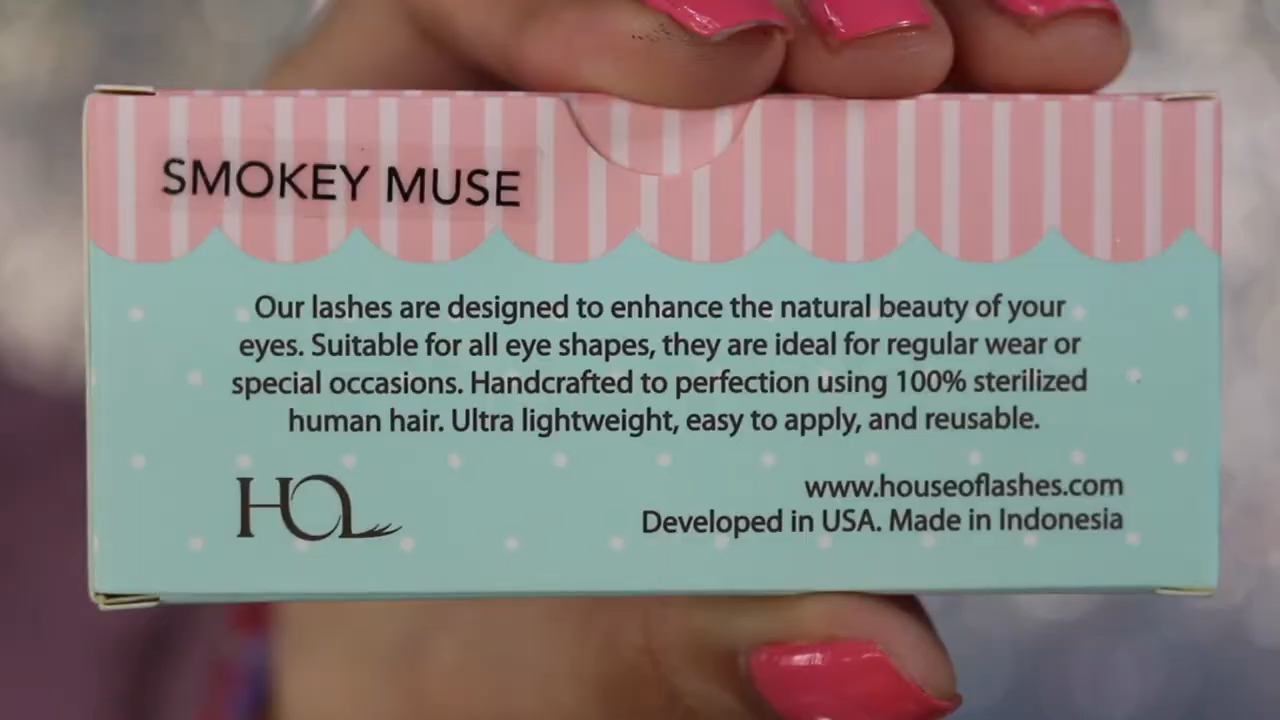 SMOKEY MUSE
Our lashes are designed to enhance the natural beauty of your
eyes. Suitable for all eye shapes, they are ideal for regular wear or
special occasions. Handcrafted to perfection using 100% sterilized
human hair. Ultra lightweight, easy to apply, and reusable.
HOL
www.houseoflashes.com
Developed in USA. Made in Indonesia